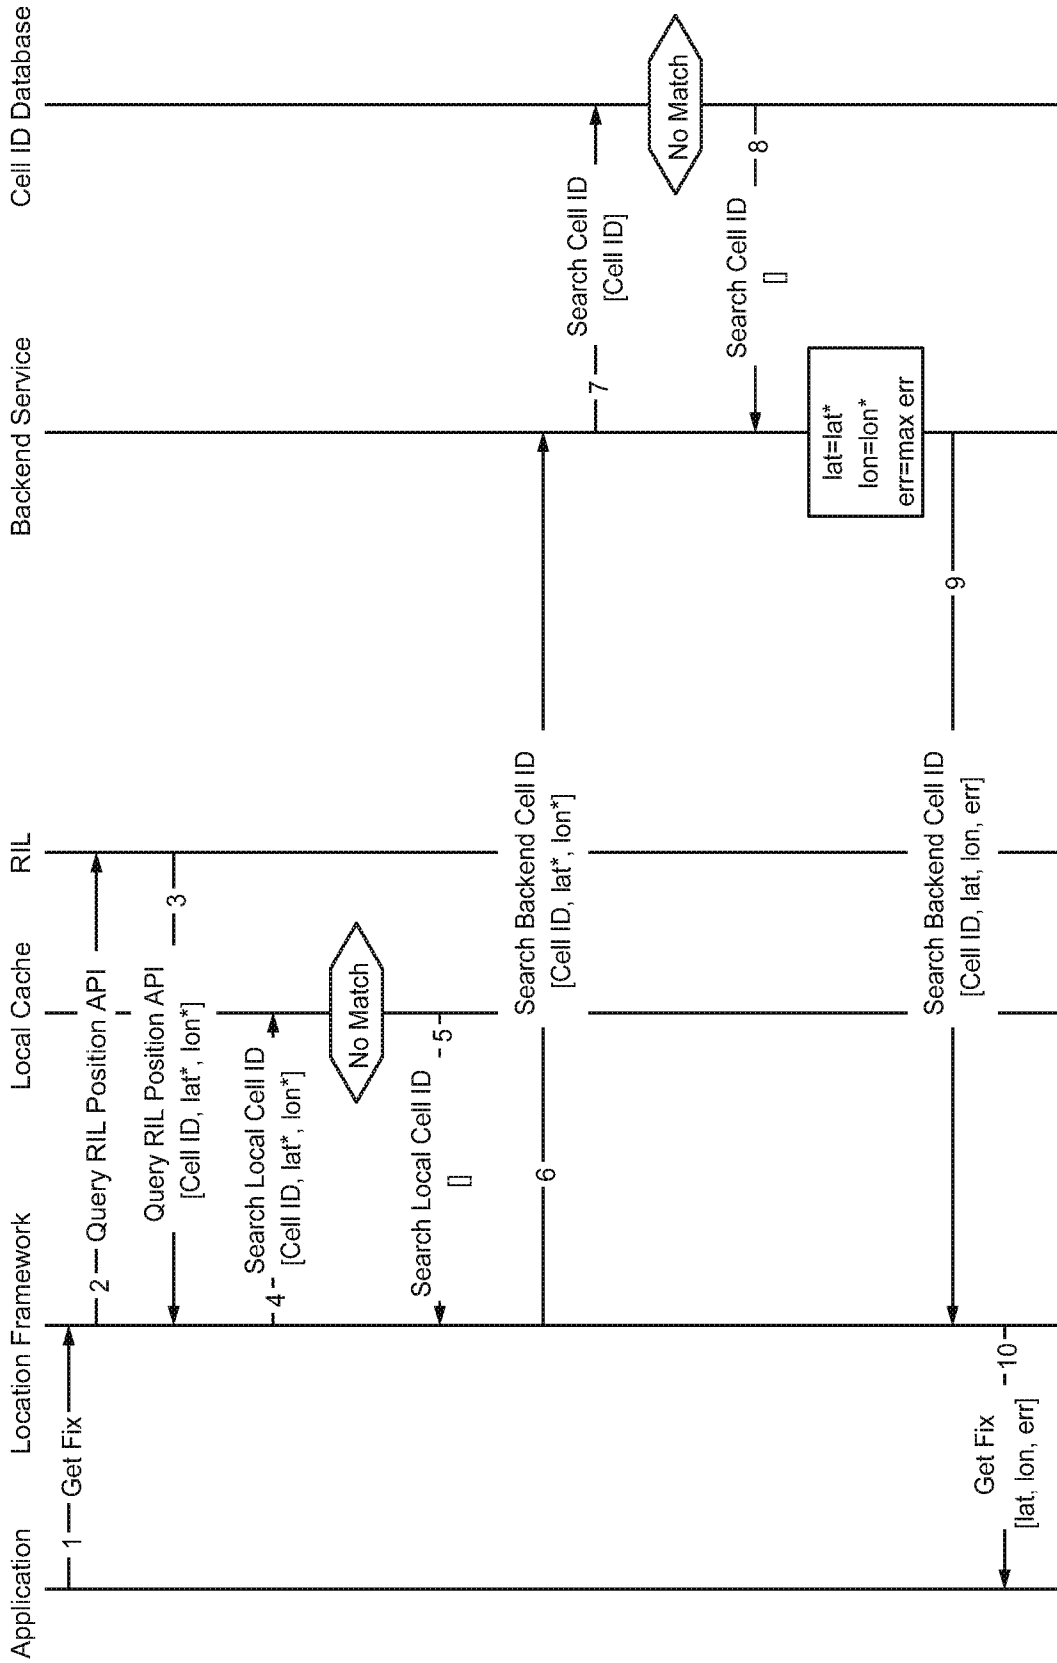 Application
Location Framework
Local Cache
RIL
Backend Service
Cell ID Database
1
Get Fix
2
Query RIL Position API
Query RIL Position API
[Cell ID, lat*, lon*]
3
4
Search Local Cell ID
[Cell ID, lat*, lon*]
No Match
Search Local Cell ID
[]
5
6
Search Backend Cell ID
[Cell ID, lat*, lon*]
7
Search Cell ID
[Cell ID]
No Match
Search Cell ID
[]
8
lat=lat*
lon=lon*
err=max err
Search Backend Cell ID
[Cell ID, lat, lon, err]
9
Get Fix
[lat, lon, err]
10